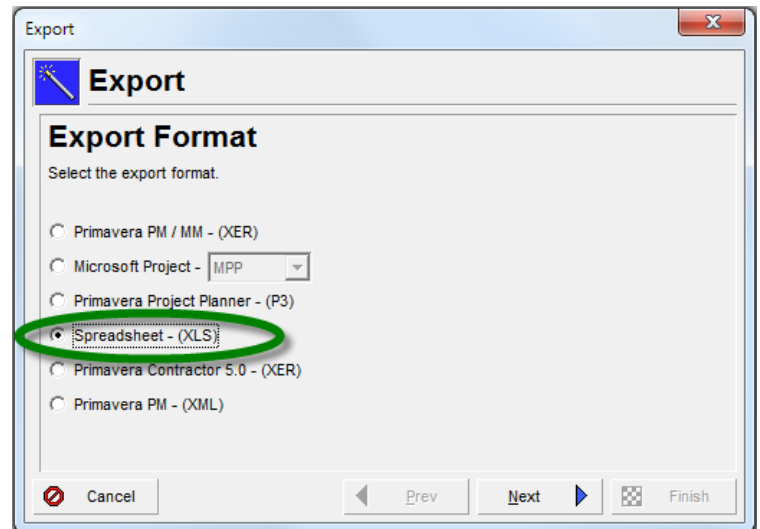 Export
Export
Export Format
Select the export format.
Primavera PM / MM - (XER)
Microsoft Project - MPP
Primavera Project Planner - (P3)
Spreadsheet - (XLS)
Primavera Contractor 5.0 - (XER)
Primavera PM - (XML)
Cancel Prev Next Finish